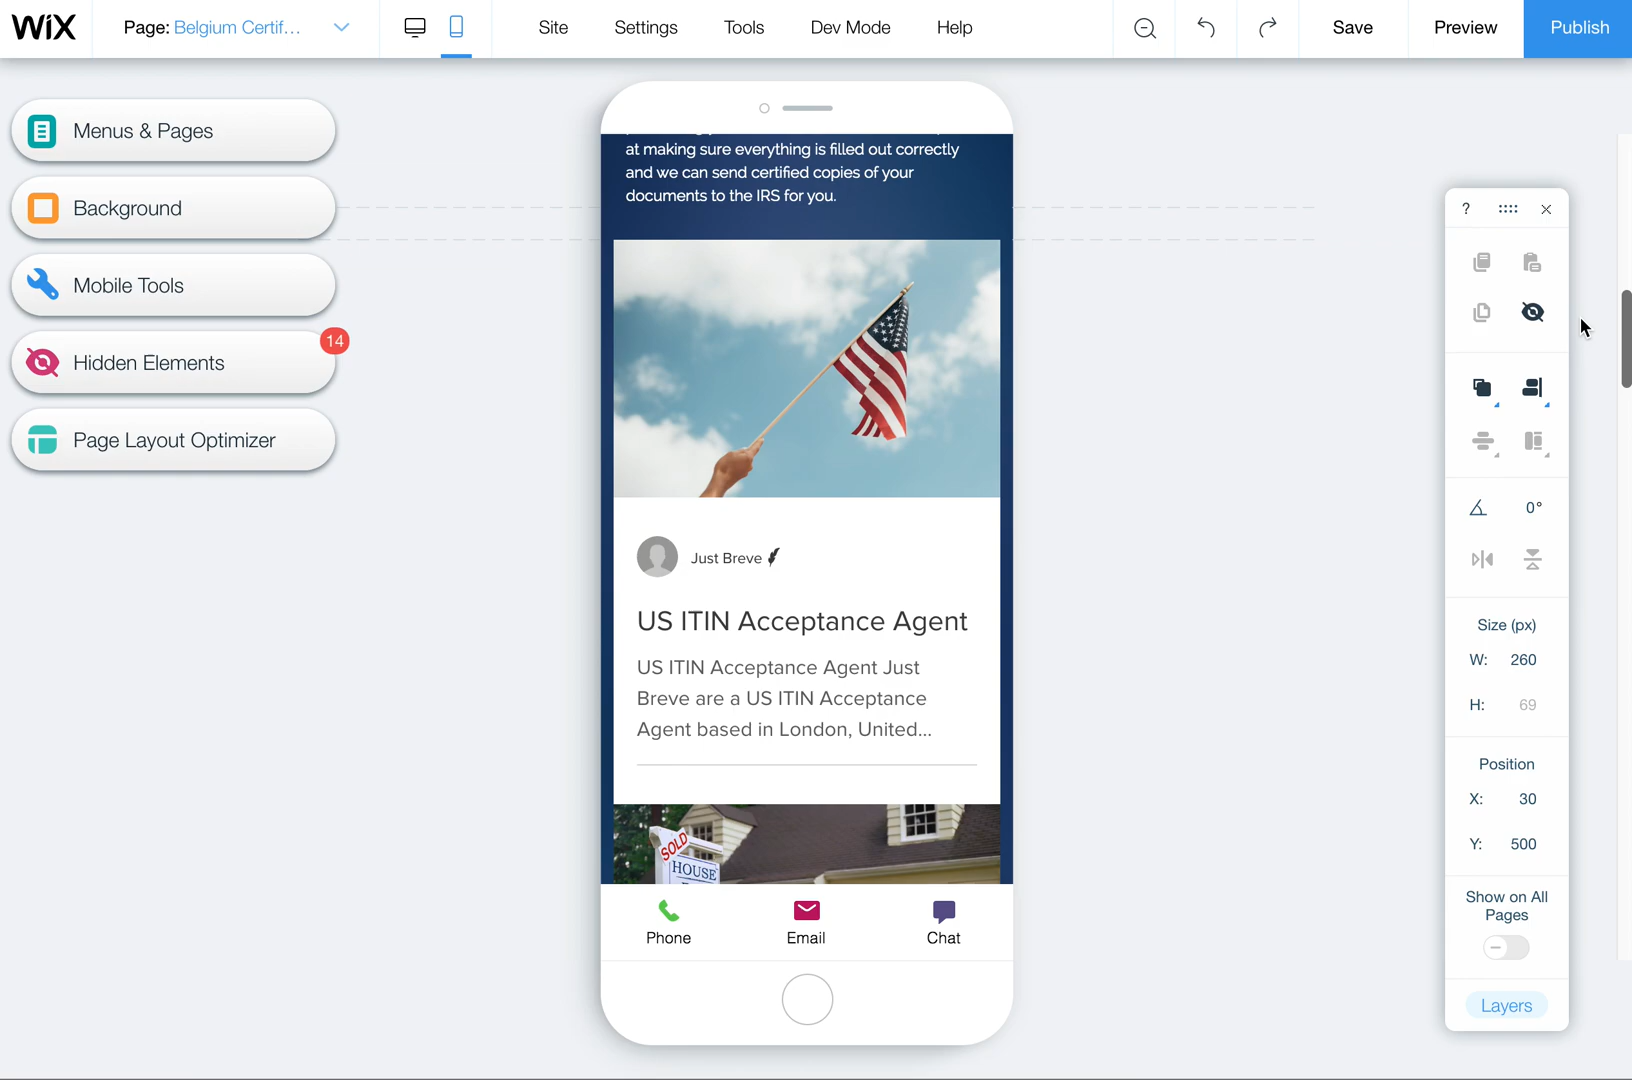 WiX
Page: Belgium Certif...
Site
Settings
Tools
Dev Mode
Help
Save
Preview
Publish
Menus & Pages
Background
Mobile Tools
Hidden Elements
14
Page Layout Optimizer
at making sure everything is filled out correctly
and we can send certified copies of your
documents to the IRS for you.
Just Breve
US ITIN Acceptance Agent
US ITIN Acceptance Agent Just
Breve are a US ITIN Acceptance
Agent based in London, United...
SOLD
HOUSE
Phone
Email
Chat
?
0°
Size (px)
W: 260
H: 69
Position
X: 30
Y: 500
Show on All
Pages
Layers